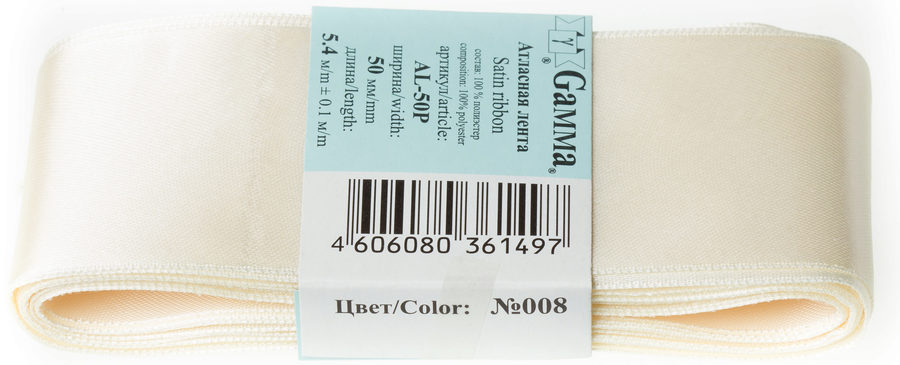 γ ®
Gамма®
Атласная лента
Satin ribbon
состав: 100 % полиэстер
composition: 100% polyester
артикул/article:
AL-50P
ширина/width:
50 мм/mm
длина/length:
5.4 м/m ± 0.1 м/m
4 606080 361497
Цвет/Color: №008